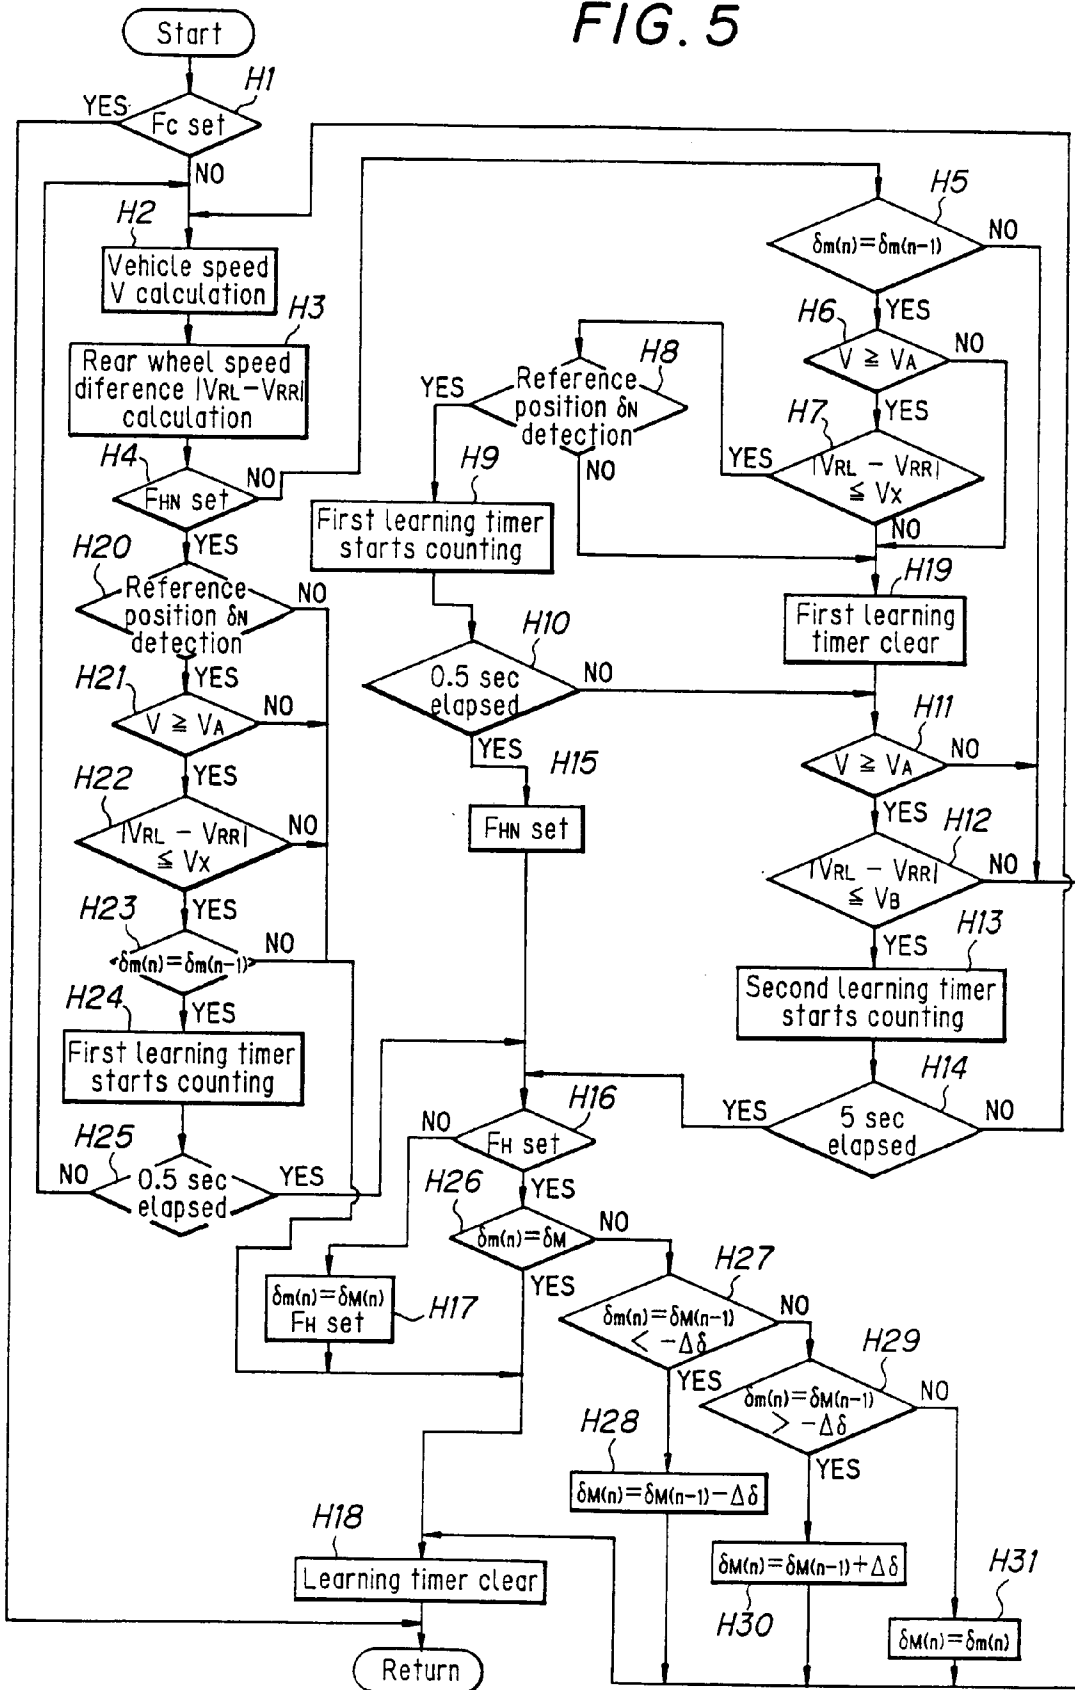 FIG. 5
Start
H1
YES
Fc set
NO
H2
Vehicle speed
V calculation
H3
Rear wheel speed
diference |VRL-VRR|
calculation
H4
NO
FHN set
YES
H20
Reference
position δN
detection
NO
YES
H21
V ≧ VA
NO
YES
H22
|VRL - VRR|
≦ VX
NO
YES
H23
δm(n)=δm(n-1)
NO
YES
H24
First learning timer
starts counting
H25
NO
0.5 sec
elapsed
YES
H5
δm(n)=δm(n-1)
NO
YES
H6
V ≧ VA
NO
YES
H7
|VRL - VRR|
≦ VX
YES
NO
H8
YES
Reference
position δN
detection
NO
H9
First learning timer
starts counting
H10
0.5 sec
elapsed
NO
YES
H15
FHN set
H19
First learning
timer clear
H11
V ≧ VA
NO
YES
H12
|VRL - VRR|
≦ VB
NO
YES
H13
Second learning timer
starts counting
H14
YES
5 sec
elapsed
NO
H16
NO
FH set
YES
H26
δm(n)=δM
NO
YES
δm(n)=δM(n)
FH set
H17
H27
δm(n)=δM(n-1)
< -Δδ
NO
YES
H28
δM(n)=δM(n-1)-Δδ
H29
δm(n)=δM(n-1)
> -Δδ
NO
YES
δM(n)=δM(n-1)+Δδ
H30
H31
δM(n)=δm(n)
H18
Learning timer clear
Return